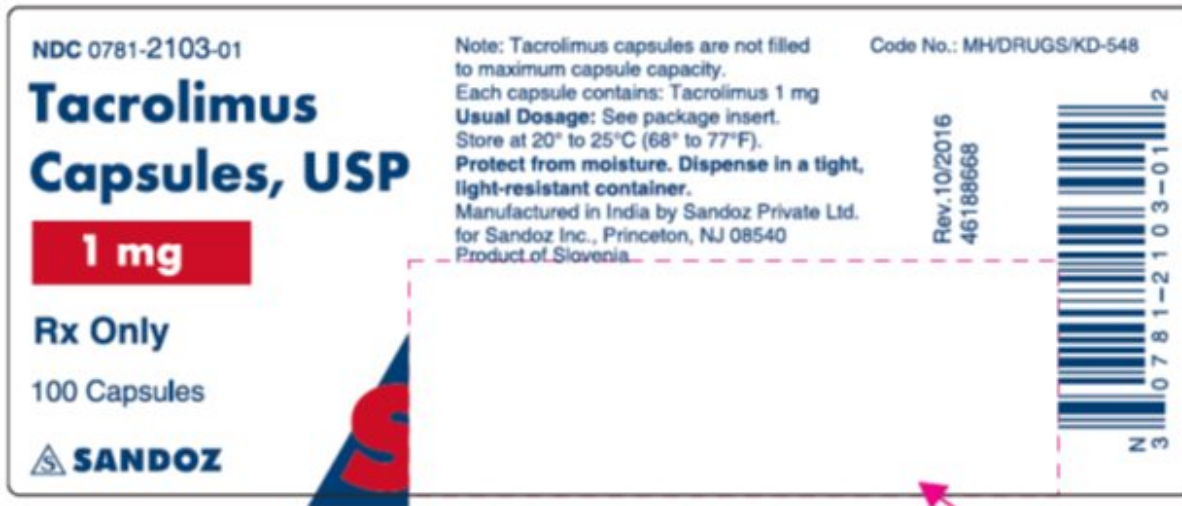 NDC 0781-2103-01
Tacrolimus
Capsules, USP
1 mg
Rx Only
100 Capsules
S SANDOZ
S
Note: Tacrolimus capsules are not filled
to maximum capsule capacity.
Each capsule contains: Tacrolimus 1 mg
Usual Dosage: See package insert.
Store at 20° to 25°C (68° to 77°F).
Protect from moisture. Dispense in a tight,
light-resistant container.
Manufactured in India by Sandoz Private Ltd.
for Sandoz Inc., Princeton, NJ 08540
Product of Slovenia
Code No.: MH/DRUGS/KD-548
Rev.10/2016
46188668
N
3 0781-2103-01 2